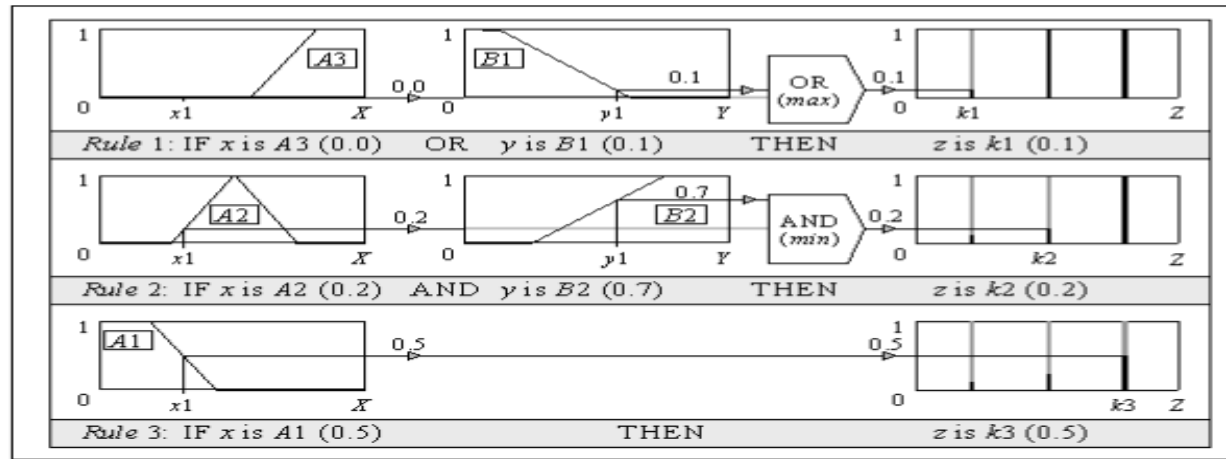 1 A3 1 B1 1
0.0 0.1 OR (max) 0.1
0 x1 X 0 y1 Y 0 k1 Z
Rule 1: IF x is A3 (0.0) OR y is B1 (0.1) THEN z is k1 (0.1)
1 A2 1 0.7 1
0.2 B2 AND (min) 0.2
0 x1 X 0 y1 Y 0 k2 Z
Rule 2: IF x is A2 (0.2) AND y is B2 (0.7) THEN z is k2 (0.2)
1 A1 1
0.5 0.5
0 x1 X 0 k3 Z
Rule 3: IF x is A1 (0.5) THEN z is k3 (0.5)